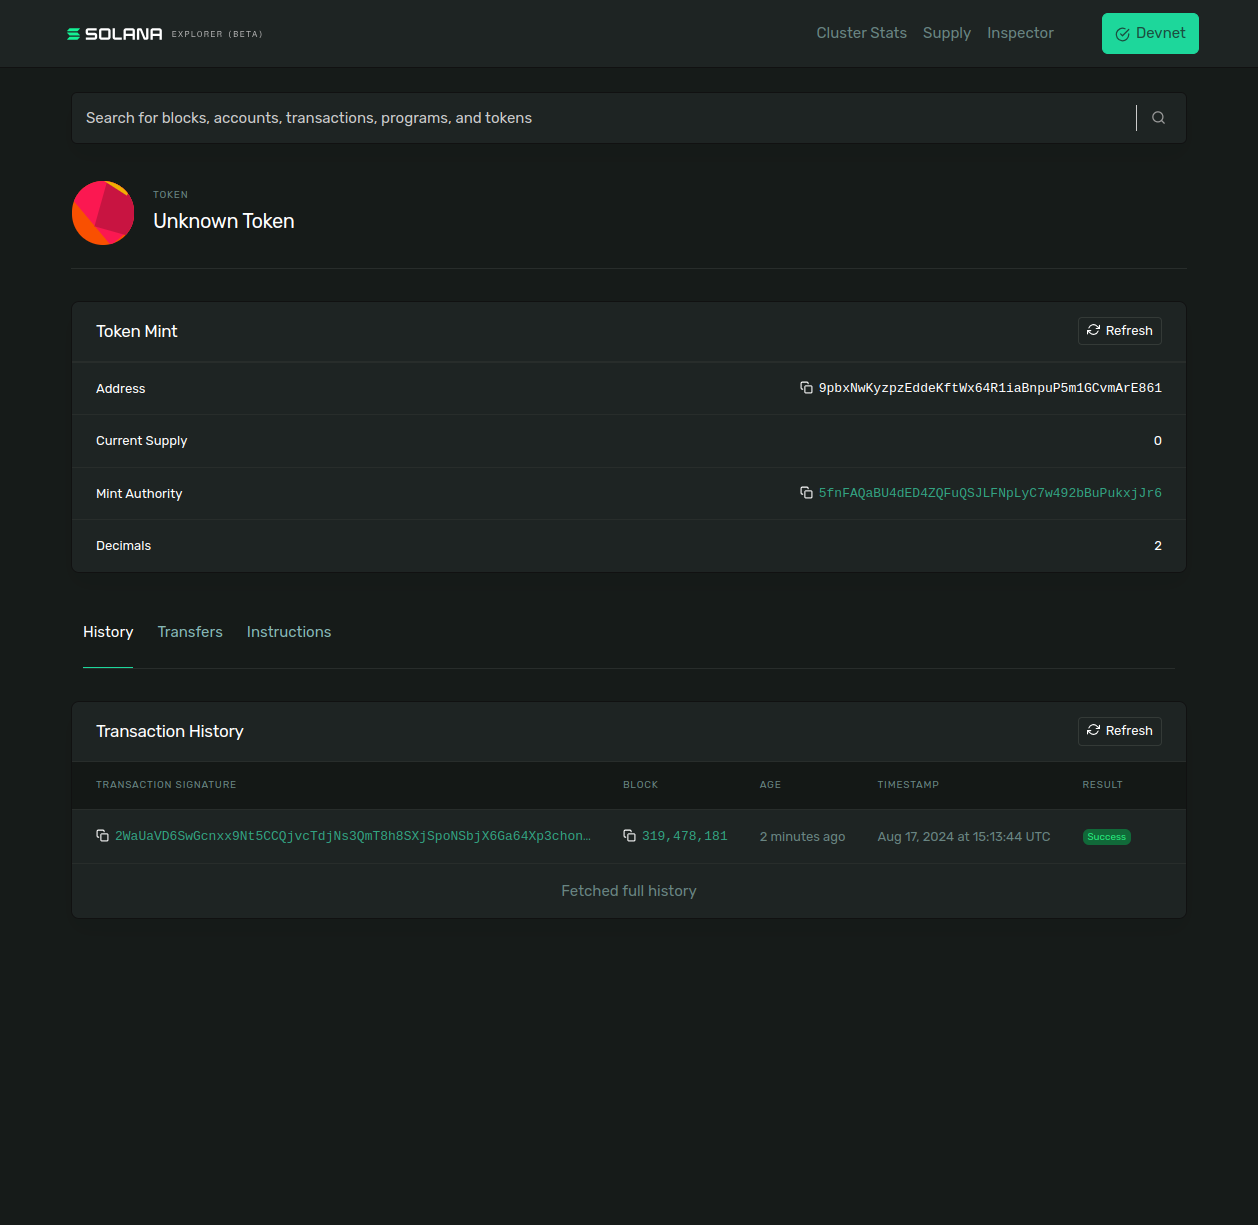 SOLANA EXPLORER (BETA) Cluster Stats Supply Inspector Devnet
Search for blocks, accounts, transactions, programs, and tokens
TOKEN
Unknown Token
Token Mint Refresh
Address 9pbxNwKyzpzEddeKftWx64R1iaBnpuP5m1GCvmArE861
Current Supply 0
Mint Authority 5fnFAQaBU4dED4ZQFuQSJLFNpLyC7w492bBuPukxjJr6
Decimals 2
History Transfers Instructions
Transaction History Refresh
TRANSACTION SIGNATURE BLOCK AGE TIMESTAMP RESULT
2WaUaVD6SwGcnxx9Nt5CCQjvcTdjNs3QmT8h8SXjSpoNSbjX6Ga64Xp3chon… 319,478,181 2 minutes ago Aug 17, 2024 at 15:13:44 UTC Success
Fetched full history